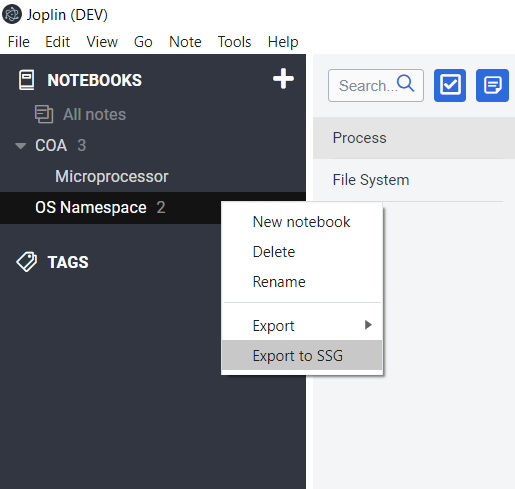 Joplin (DEV)
File Edit View Go Note Tools Help
NOTEBOOKS
All notes
COA 3
Microprocessor
OS Namespace 2
TAGS
Search...
Process
File System
New notebook
Delete
Rename
Export
Export to SSG